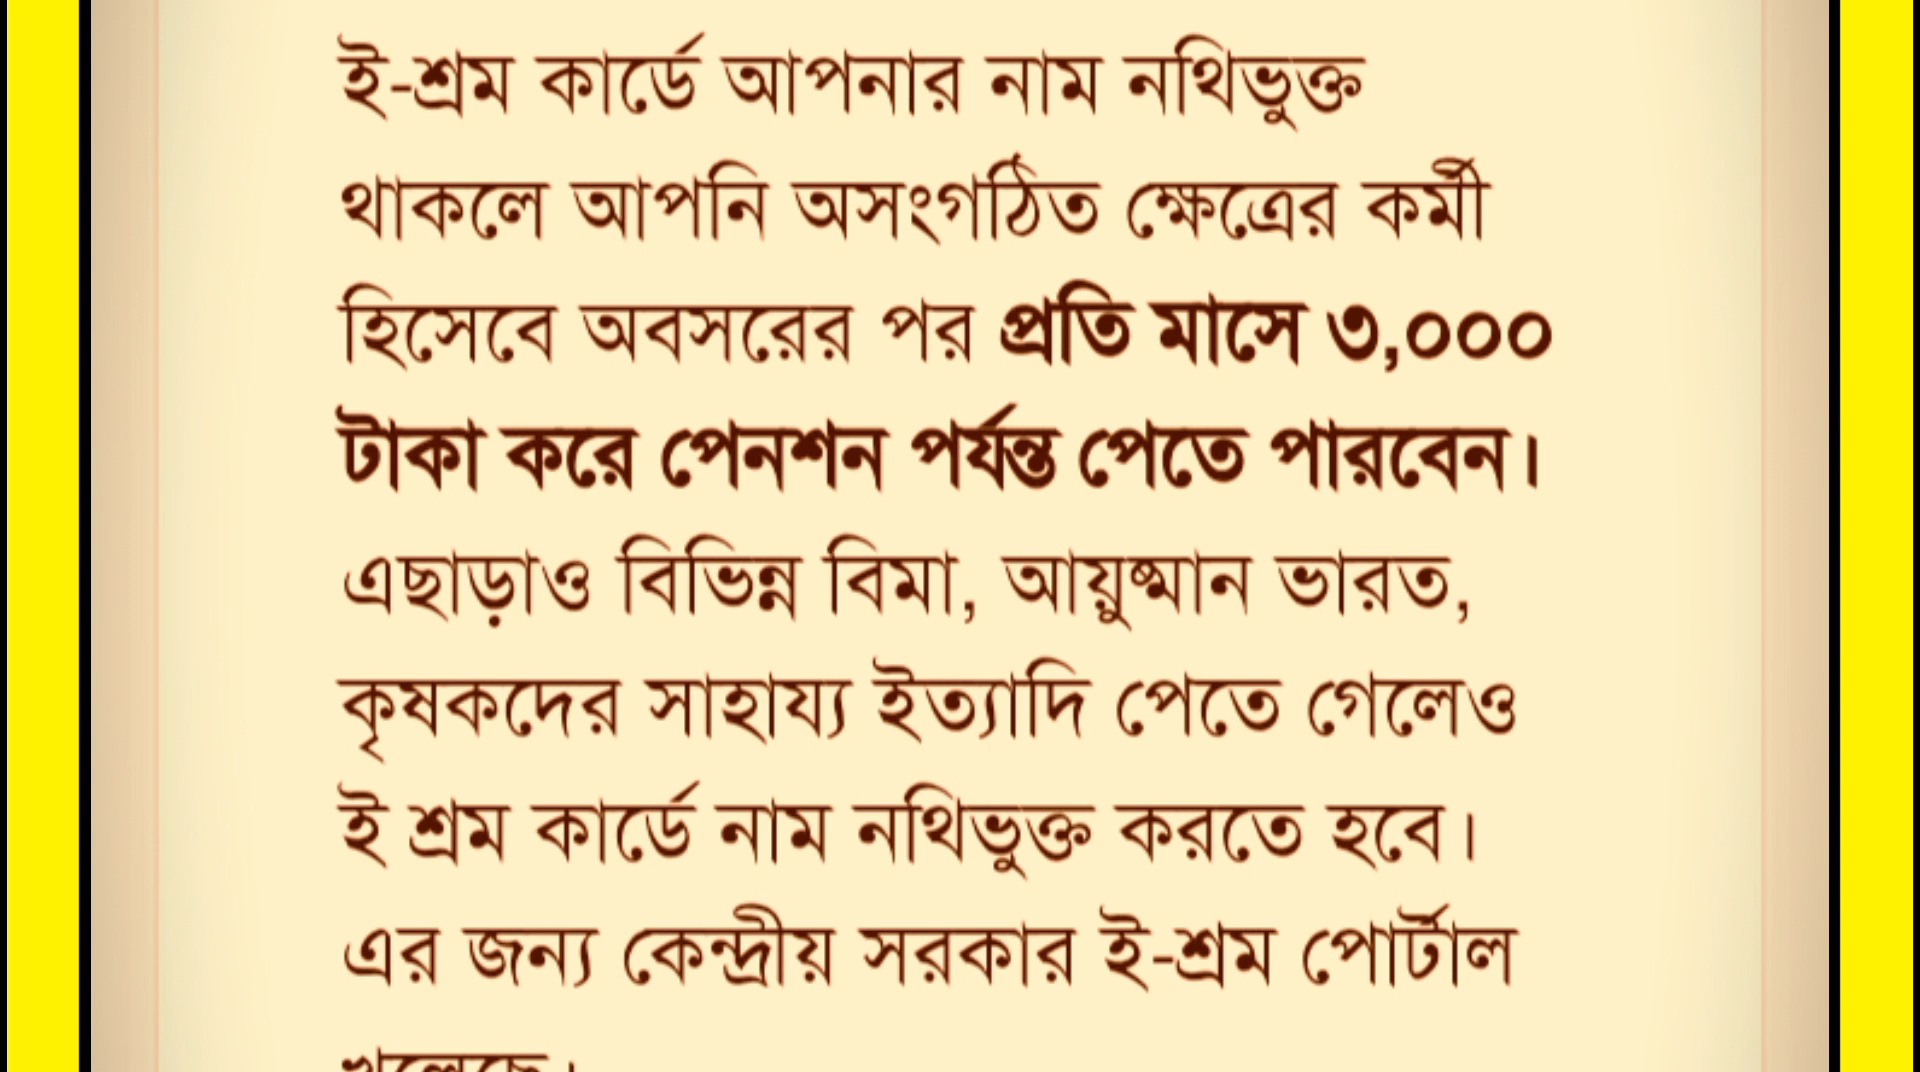 ই-শ্রম কার্ডে আপনার নাম নথিভুক্ত
থাকলে আপনি অসংগঠিত ক্ষেত্রের কর্মী
হিসেবে অবসরের পর প্রতি মাসে ৩,০০০
টাকা করে পেনশন পর্যন্ত পেতে পারবেন।
এছাড়াও বিভিন্ন বিমা, আয়ুষ্মান ভারত,
কৃষকদের সাহায্য ইত্যাদি পেতে গেলেও
ই শ্রম কার্ডে নাম নথিভুক্ত করতে হবে।
এর জন্য কেন্দ্রীয় সরকার ই-শ্রম পোর্টাল